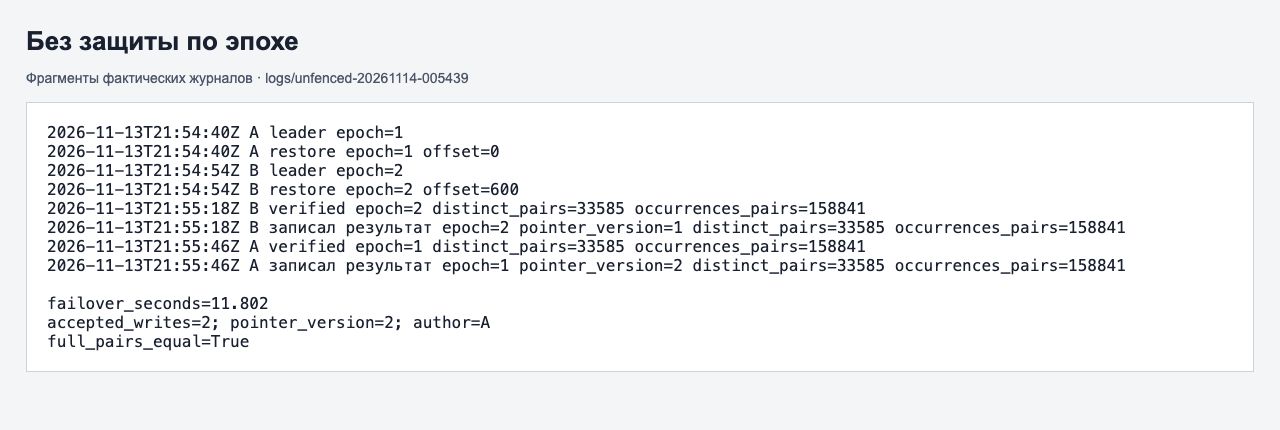 Без защиты по эпохе
Фрагменты фактических журналов · logs/unfenced-20261114-005439
2026-11-13T21:54:40Z A leader epoch=1
2026-11-13T21:54:40Z A restore epoch=1 offset=0
2026-11-13T21:54:54Z B leader epoch=2
2026-11-13T21:54:54Z B restore epoch=2 offset=600
2026-11-13T21:55:18Z B verified epoch=2 distinct_pairs=33585 occurrences_pairs=158841
2026-11-13T21:55:18Z B записал результат epoch=2 pointer_version=1 distinct_pairs=33585 occurrences_pairs=158841
2026-11-13T21:55:46Z A verified epoch=1 distinct_pairs=33585 occurrences_pairs=158841
2026-11-13T21:55:46Z A записал результат epoch=1 pointer_version=2 distinct_pairs=33585 occurrences_pairs=158841
failover_seconds=11.802
accepted_writes=2; pointer_version=2; author=A
full_pairs_equal=True